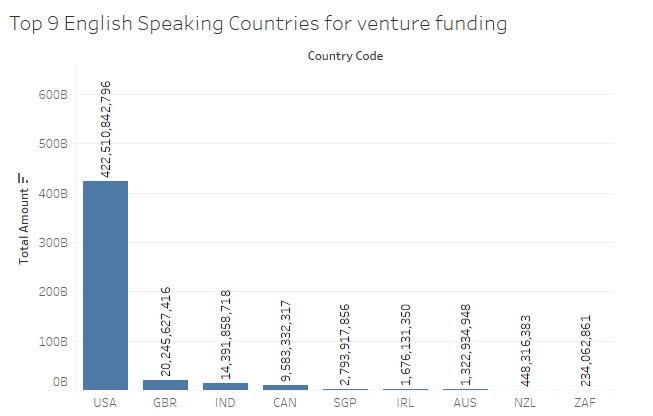 Top 9 English Speaking Countries for venture funding
Country Code
Total Amount
600B
500B
400B
300B
200B
100B
0B
422,510,842,796
20,245,627,416
14,391,858,718
9,583,332,317
2,793,917,856
1,676,131,350
1,322,934,948
448,316,383
234,062,861
USA GBR IND CAN SGP IRL AUS NZL ZAF